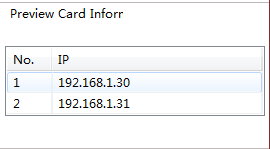 Preview Card Inforr
No. IP
1 192.168.1.30
2 192.168.1.31